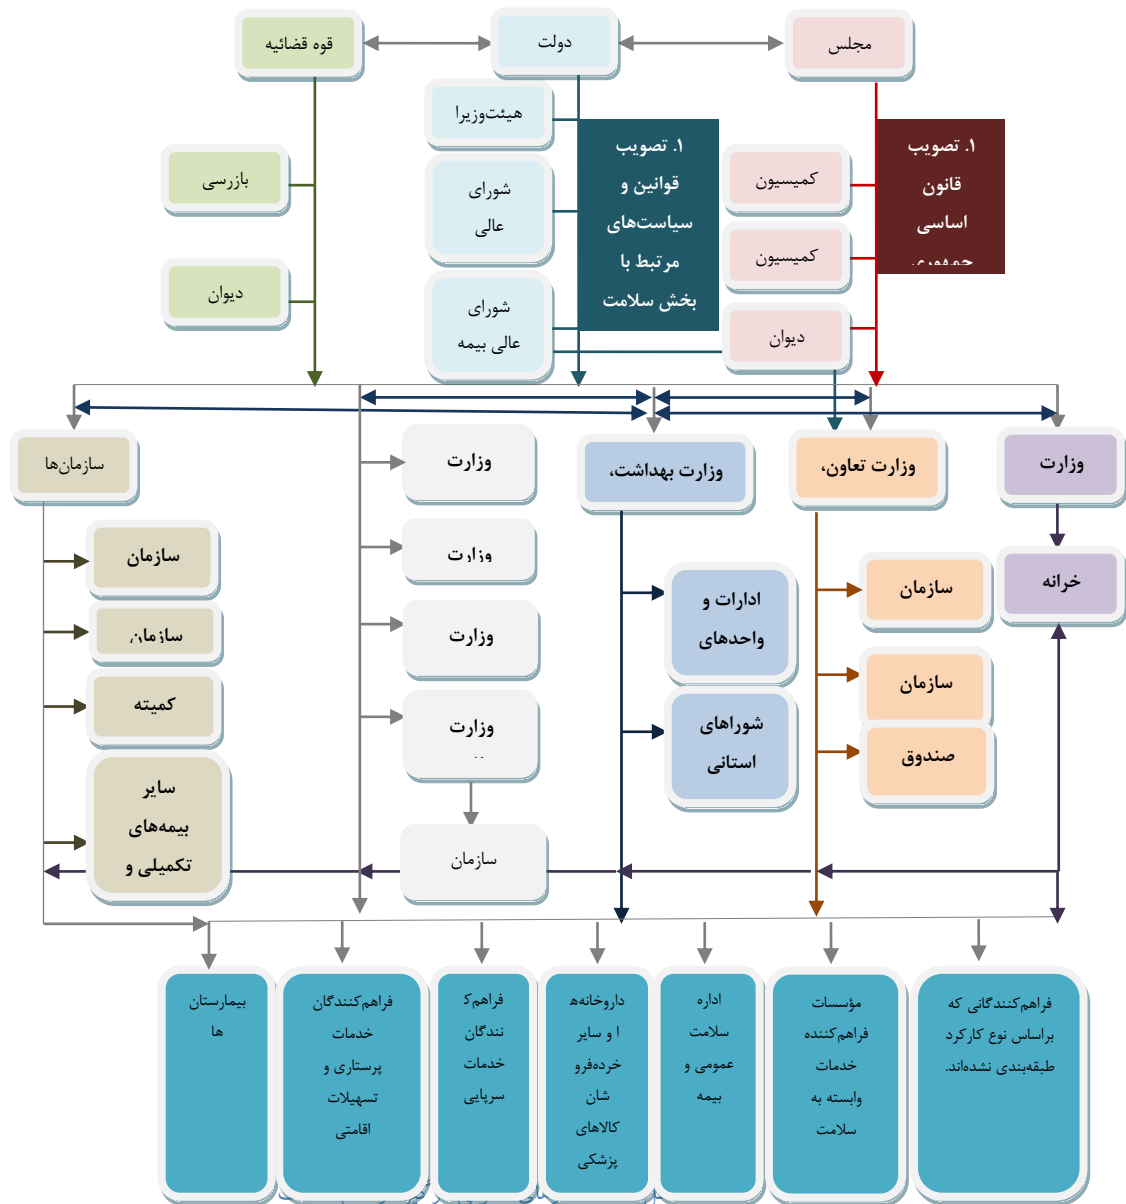 مجلس
دولت
قوه قضائیه
هیئت‌وزیرا
۱. تصویب
قوانین و
سیاست‌های
مرتبط با
بخش سلامت
۱. تصویب
قانون
اساسی
جمهوری
کمیسیون
کمیسیون
دیوان
شورای
عالی
شورای
عالی بیمه
بازرسی
دیوان
وزارت
وزارت تعاون،
وزارت بهداشت،
وزارت
سازمان‌ها
خزانه
سازمان
سازمان
صندوق
ادارات و
واحدهای
شوراهای
استانی
وزارت
وزارت
وزارت
سازمان
سازمان
سازمان
کمیته
سایر
بیمه‌های
تکمیلی و
فراهم‌کنندگانی که
براساس نوع کارکرد
طبقه‌بندی نشده‌اند.
مؤسسات
فراهم‌کننده
خدمات
وابسته به
سلامت
اداره
سلامت
عمومی و
بیمه
داروخانه‌ه
ا و سایر
خرده‌فرو
شان
کالاهای
پزشکی
فراهم‌ک
نندگان
خدمات
سرپایی
فراهم‌کنندگان
خدمات
پرستاری و
تسهیلات
اقامتی
بیمارستان
ها